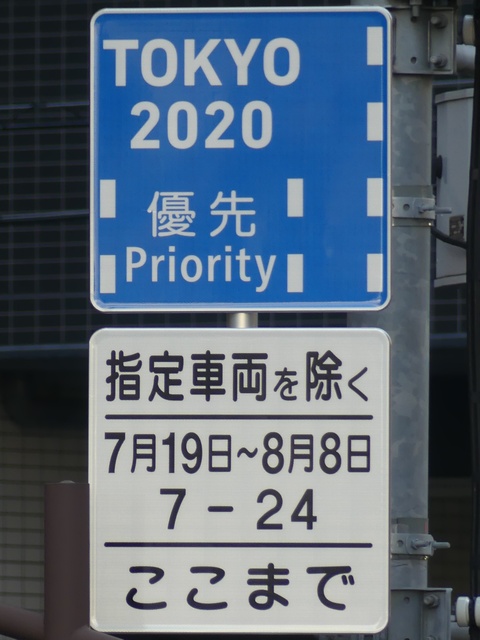 TOKYO
2020
優先
Priority
指定車両を除く
7月19日~8月8日
7-24
ここまで